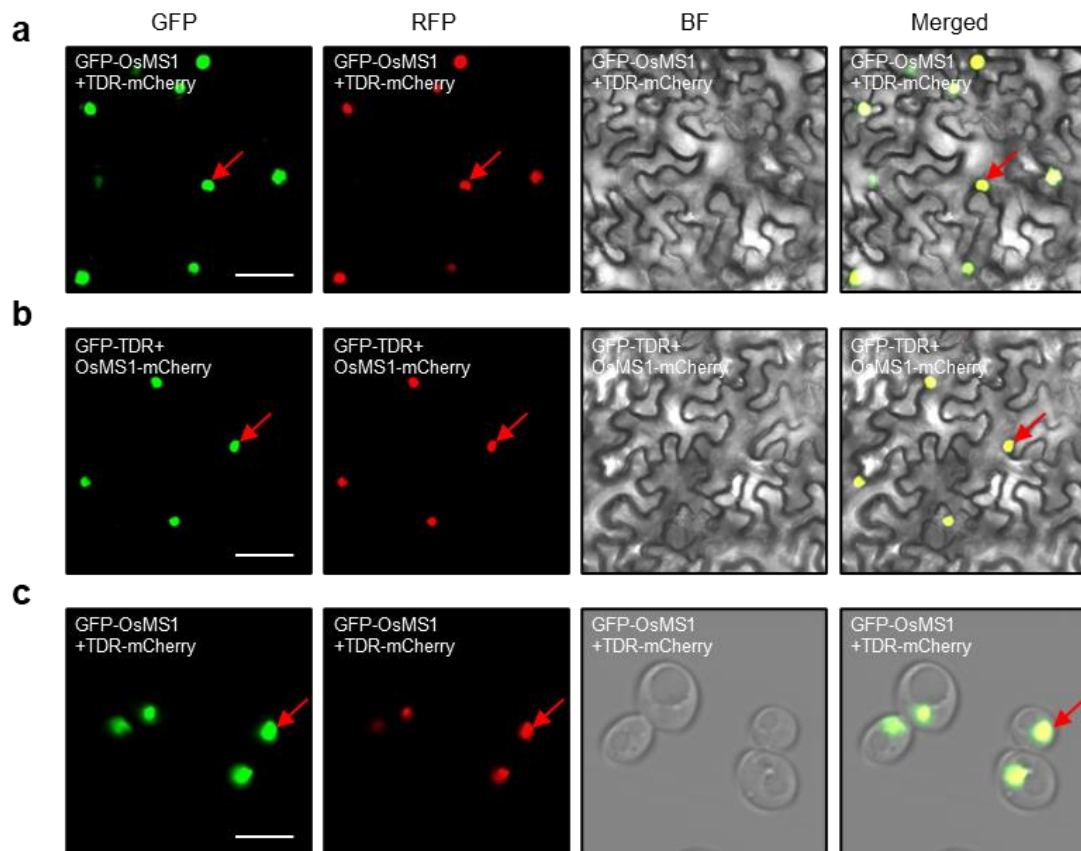 GFP RFP BF Merged
a
GFP-OsMS1
+TDR-mCherry
GFP-OsMS1
+TDR-mCherry
GFP-OsMS1
+TDR-mCherry
GFP-OsMS1
+TDR-mCherry
b
GFP-TDR+
OsMS1-mCherry
GFP-TDR+
OsMS1-mCherry
GFP-TDR+
OsMS1-mCherry
GFP-TDR+
OsMS1-mCherry
c
GFP-OsMS1
+TDR-mCherry
GFP-OsMS1
+TDR-mCherry
GFP-OsMS1
+TDR-mCherry
GFP-OsMS1
+TDR-mCherry